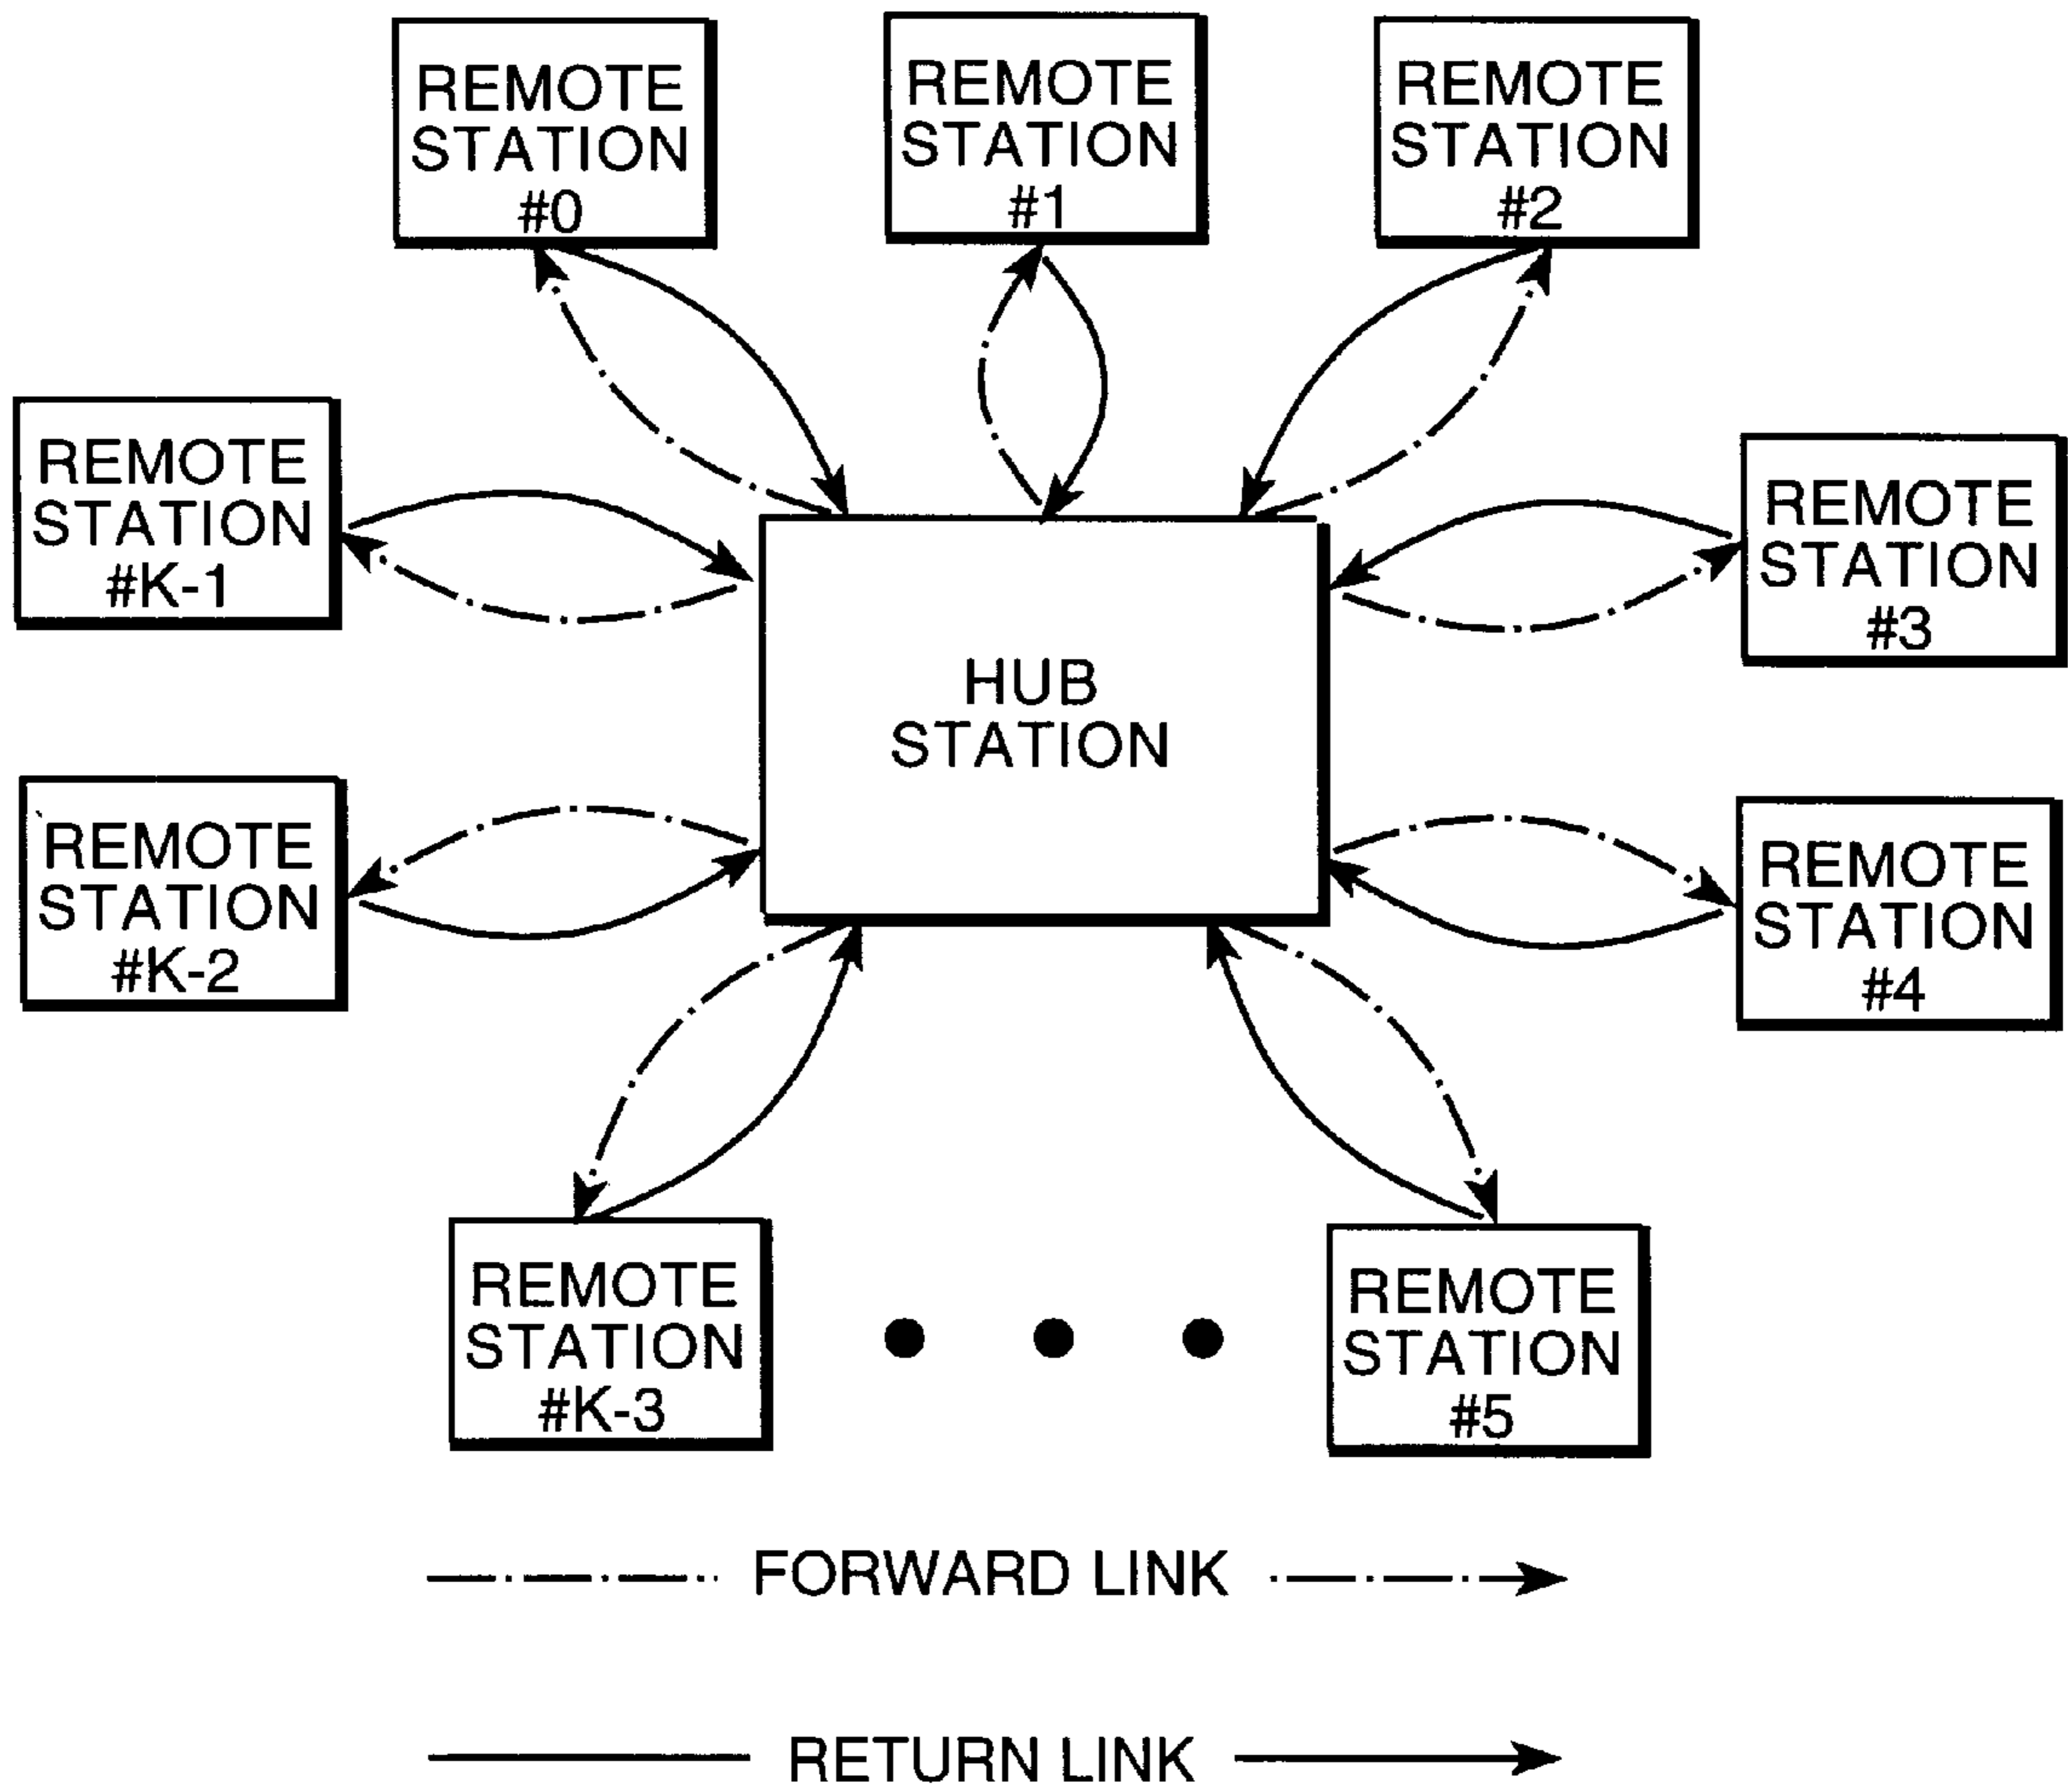 REMOTE
STATION
#0
REMOTE
STATION
#1
REMOTE
STATION
#2
REMOTE
STATION
#K-1
REMOTE
STATION
#3
HUB
STATION
REMOTE
STATION
#K-2
REMOTE
STATION
#4
REMOTE
STATION
#K-3
REMOTE
STATION
#5
FORWARD LINK
RETURN LINK